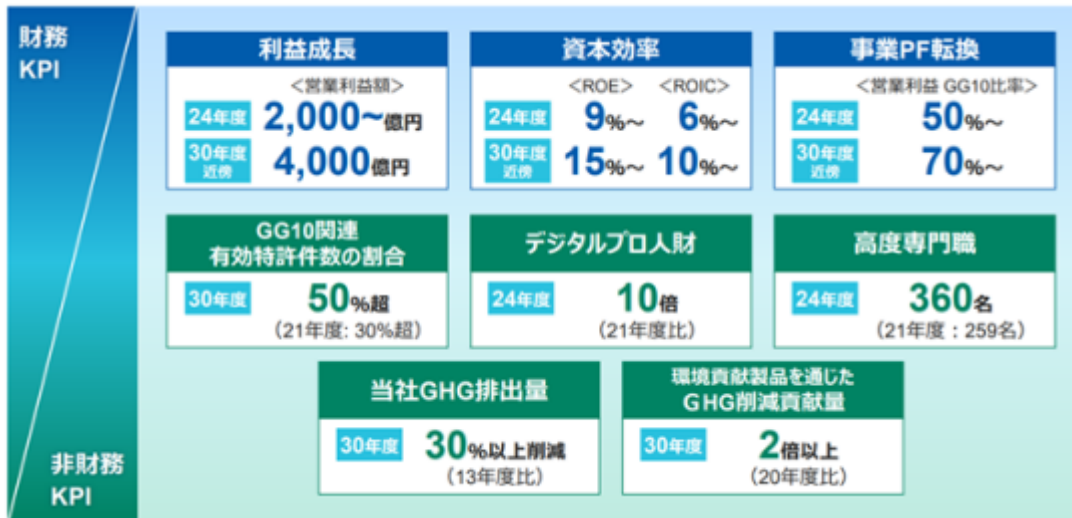 財務
KPI
利益成長
＜営業利益額＞
24年度 2,000~億円
30年度
近傍 4,000億円
資本効率
＜ROE＞ ＜ROIC＞
24年度 9%～ 6%～
30年度
近傍 15%～ 10%～
事業PF転換
＜営業利益 GG10比率＞
24年度 50%～
30年度
近傍 70%～
GG10関連
有効特許件数の割合
30年度 50%超
（21年度: 30%超）
デジタルプロ人財
24年度 10倍
（21年度比）
高度専門職
24年度 360名
（21年度：259名）
当社GHG排出量
30年度 30%以上削減
（13年度比）
環境貢献製品を通じた
GHG削減貢献量
30年度 2倍以上
（20年度比）
非財務
KPI